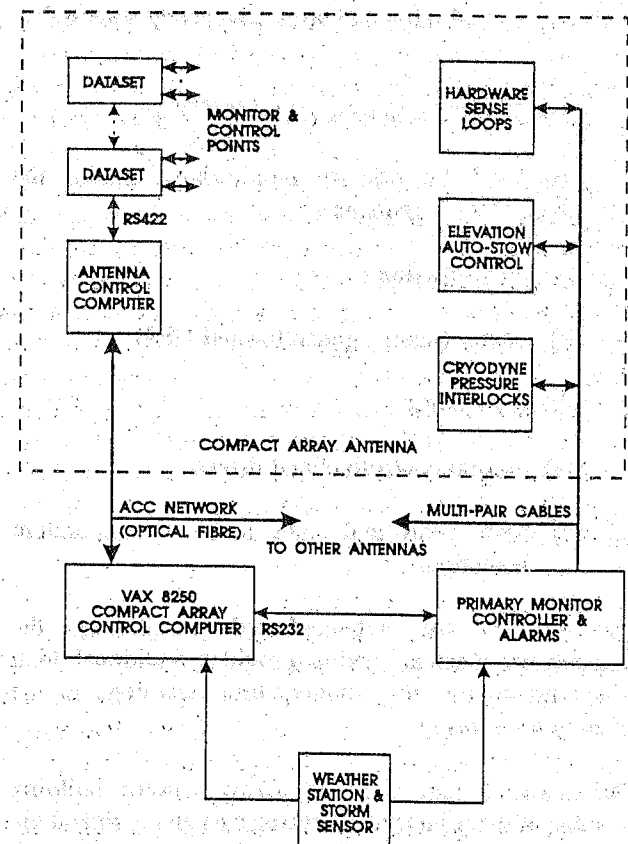 DATASET
MONITOR &
CONTROL
POINTS
DATASET
RS422
ANTENNA
CONTROL
COMPUTER
HARDWARE
SENSE
LOOPS
ELEVATION
AUTO-STOW
CONTROL
CRYODYNE
PRESSURE
INTERLOCKS
COMPACT ARRAY ANTENNA
ACC NETWORK
(OPTICAL FIBRE)
MULTI-PAIR CABLES
TO OTHER ANTENNAS
VAX 8250
COMPACT ARRAY
CONTROL COMPUTER
RS232
PRIMARY MONITOR
CONTROLLER &
ALARMS
WEATHER
STATION &
STORM
SENSOR